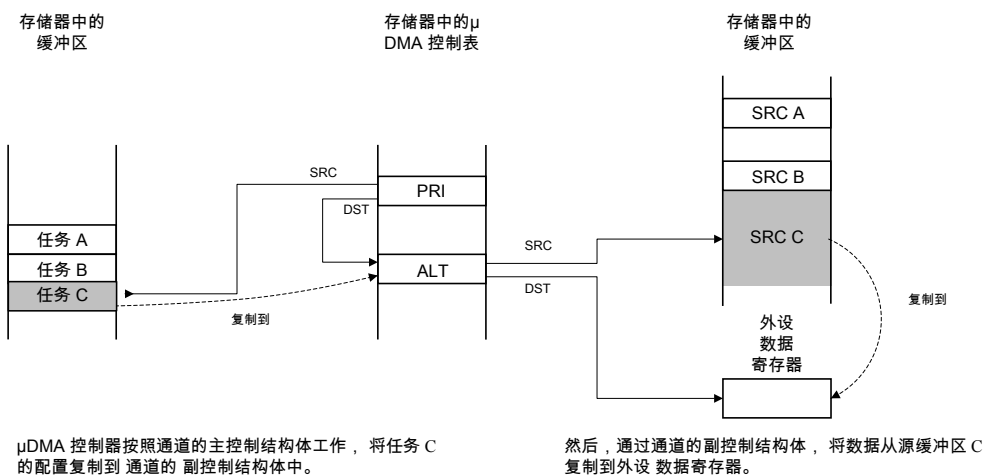 存储器中的
缓冲区
存储器中的μ
DMA 控制表
存储器中的
缓冲区
SRC A
SRC B
SRC C
SRC
PRI
DST
ALT
SRC
DST
任务 A
任务 B
任务 C
复制到
复制到
外设
数据
寄存器
μDMA 控制器按照通道的主控制结构体工作， 将任务 C
的配置复制到 通道的 副控制结构体中。
然后，通过通道的副控制结构体， 将数据从源缓冲区 C
复制到外设 数据寄存器。